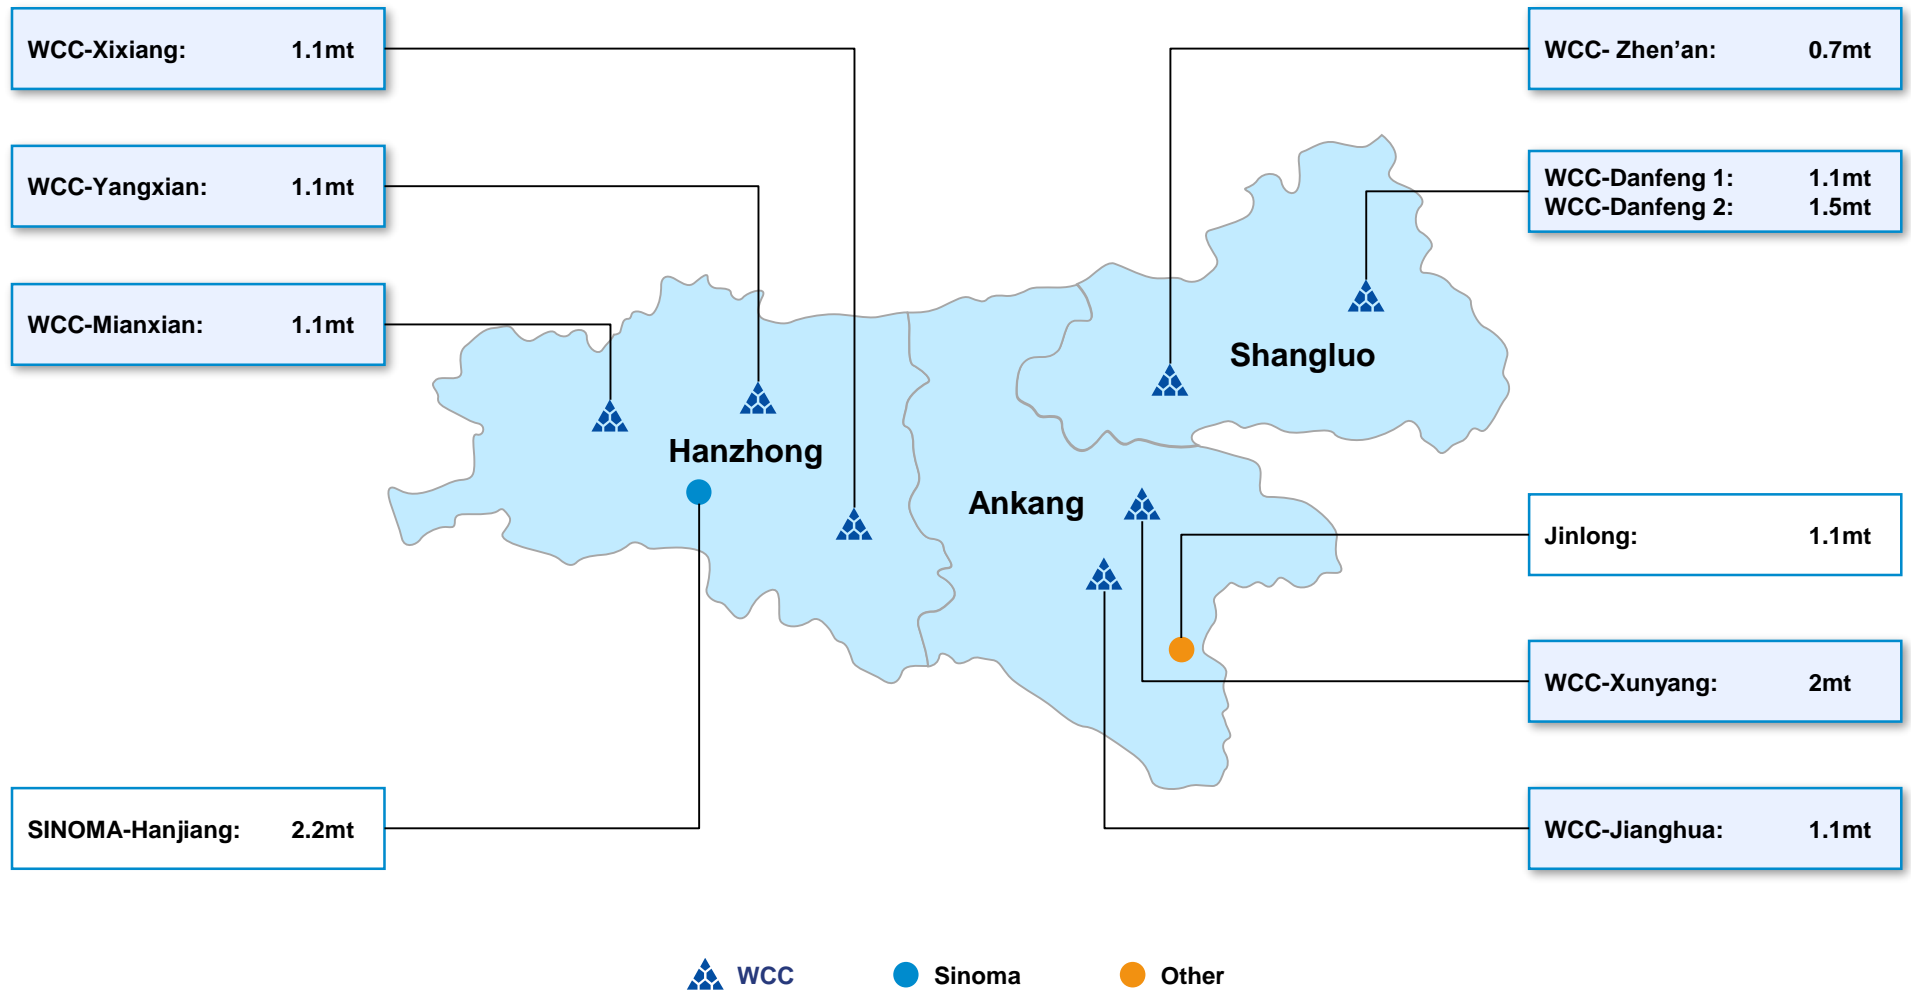 WCC-Xixiang: 1.1mt
WCC-Yangxian: 1.1mt
WCC-Mianxian: 1.1mt
SINOMA-Hanjiang: 2.2mt
Hanzhong
Ankang
Shangluo
WCC- Zhen’an: 0.7mt
WCC-Danfeng 1: 1.1mt
WCC-Danfeng 2: 1.5mt
Jinlong: 1.1mt
WCC-Xunyang: 2mt
WCC-Jianghua: 1.1mt
WCC Sinoma Other